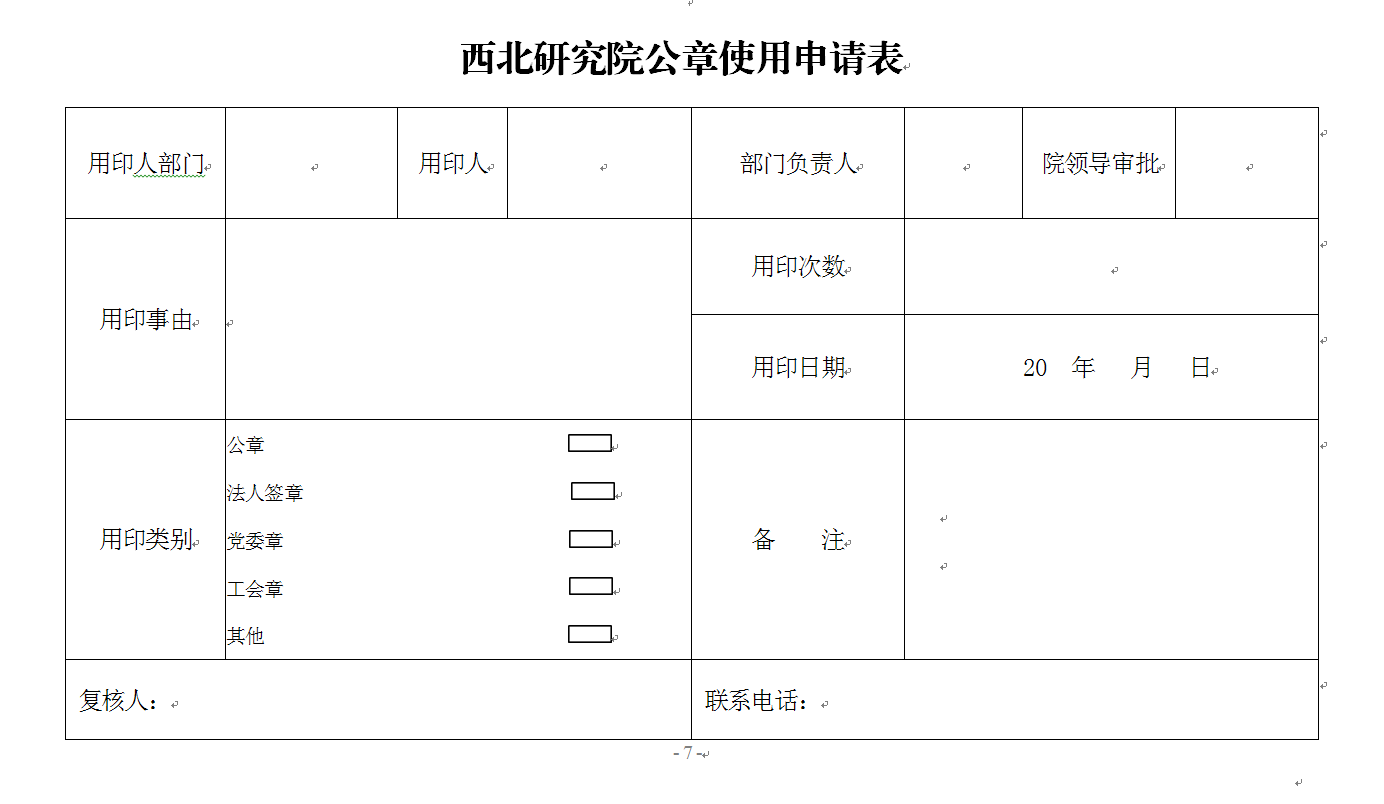 西北研究院公章使用申请表
用印人部门 用印人 部门负责人 院领导审批
用印事由
用印次数
用印日期 20 年 月 日
用印类别
公章
法人签章
党委章
工会章
其他
备 注
复核人： 联系电话：
-7-